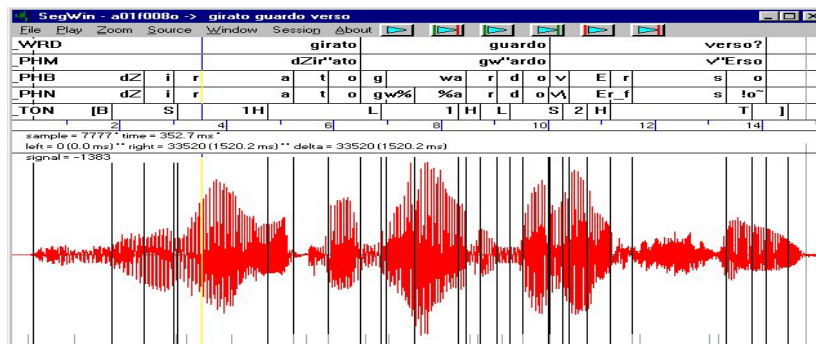 SegWin - a01f008o -> girato guardo verso
File Play Zoom Source Window Session About
_WRD girato guardo verso?
_PHM dZir"ato gw"ardo v"Erso
_PHB dZ i r a t o g wa r d o v E r s o
_PHN dZ i r a t o gw% %a r d o v\ Er_f s !o~
_TON [B S 1H L 1 H L S 2 H T ]
2 4 6 8 10 12 14
sample = 7777" time = 352.7 ms"
left = 0 (0.0 ms) "" right = 33520 (1520.2 ms) "" delta = 33520 (1520.2 ms)
signal = -1383